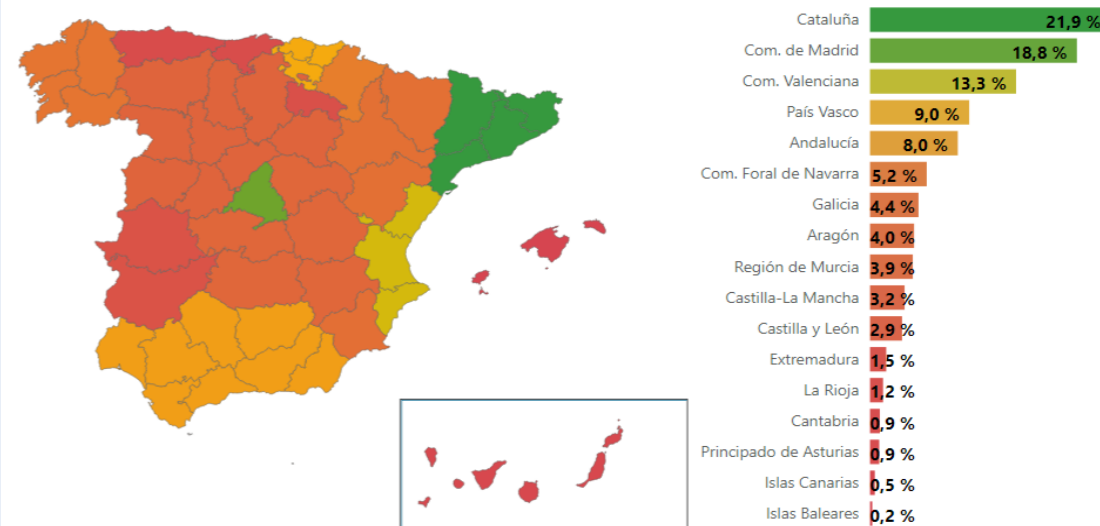 Cataluña 21,9 %
Com. de Madrid 18,8 %
Com. Valenciana 13,3 %
País Vasco 9,0 %
Andalucía 8,0 %
Com. Foral de Navarra 5,2 %
Galicia 4,4 %
Aragón 4,0 %
Región de Murcia 3,9 %
Castilla-La Mancha 3,2 %
Castilla y León 2,9 %
Extremadura 1,5 %
La Rioja 1,2 %
Cantabria 0,9 %
Principado de Asturias 0,9 %
Islas Canarias 0,5 %
Islas Baleares 0,2 %